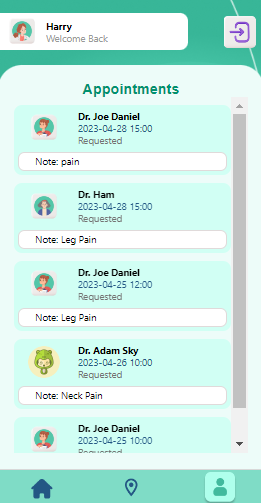 Harry
Welcome Back
Appointments
Dr. Joe Daniel
2023-04-28 15:00
Requested
Note: pain
Dr. Ham
2023-04-28 15:00
Requested
Note: Leg Pain
Dr. Joe Daniel
2023-04-25 12:00
Requested
Note: Leg Pain
Dr. Adam Sky
2023-04-26 10:00
Requested
Note: Neck Pain
Dr. Joe Daniel
2023-04-25 10:00
Requested